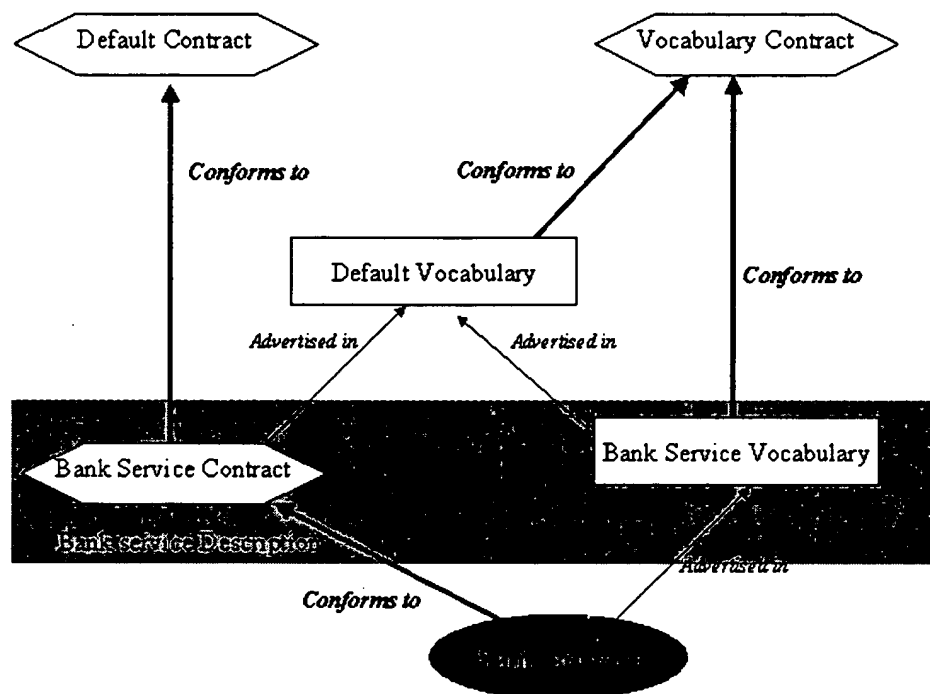 Default Contract
Vocabulary Contract
Conforms to
Conforms to
Default Vocabulary
Conforms to
Advertised in
Advertised in
Bank Service Contract
Bank Service Vocabulary
Bank service Description
Advertised in
Conforms to